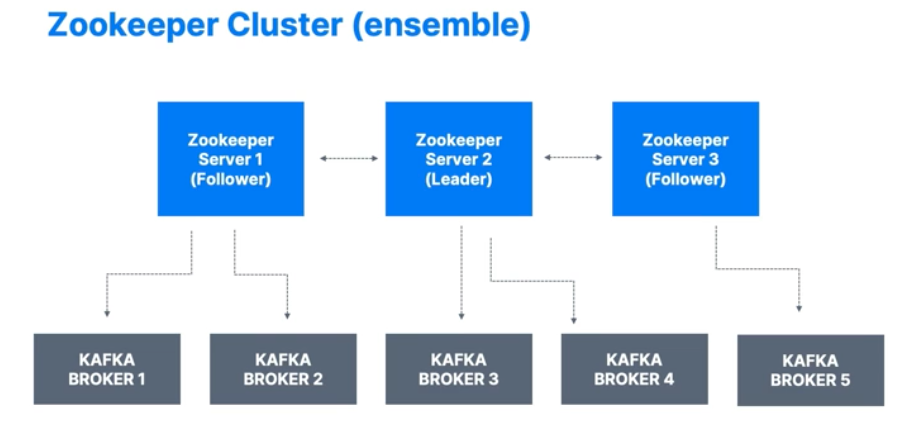 Zookeeper Cluster (ensemble)
Zookeeper
Server 1
(Follower)
Zookeeper
Server 2
(Leader)
Zookeeper
Server 3
(Follower)
KAFKA
BROKER 1
KAFKA
BROKER 2
KAFKA
BROKER 3
KAFKA
BROKER 4
KAFKA
BROKER 5